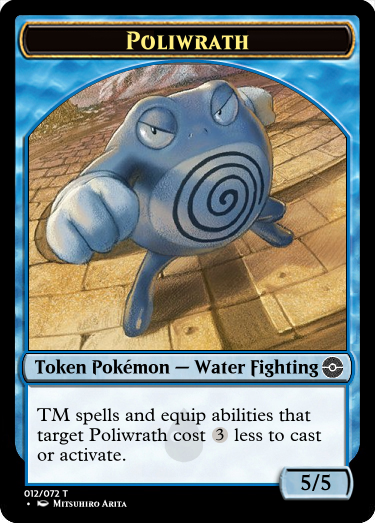 Poliwrath
Token Pokémon — Water Fighting
TM spells and equip abilities that
target Poliwrath cost 3 less to cast
or activate.
5/5
012/072 T
• Mitsuhiro Arita